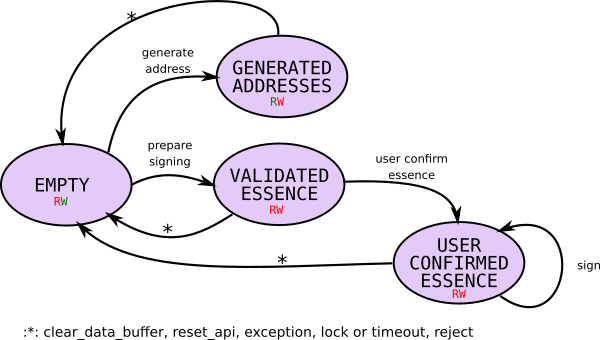 *
generate
address
GENERATED
ADDRESSES
RW
prepare
signing
EMPTY
RW
VALIDATED
ESSENCE
RW
user confirm
essence
*
*
USER
CONFIRMED
ESSENCE
RW
sign
:*: clear_data_buffer, reset_api, exception, lock or timeout, reject